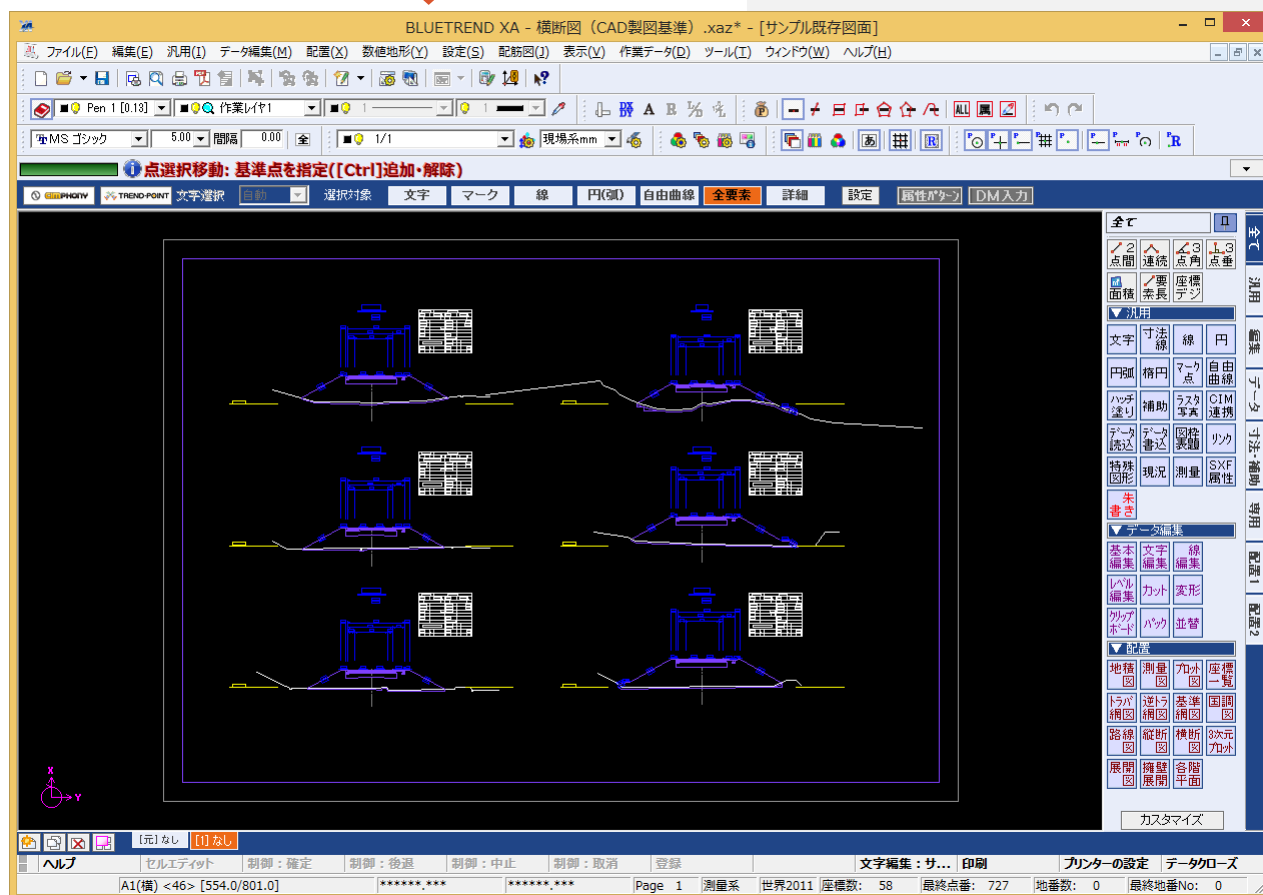 BLUETREND XA - 横断図（CAD製図基準）.xaz* - [サンプル既存図面]
ファイル(F) 編集(E) 汎用(I) データ編集(M) 配置(X) 数値地形(Y) 設定(S) 配筋図(J) 表示(V) 作業データ(D) ツール(T) ウィンドウ(W) ヘルプ(H)
Pen 1 [0.13] 作業レイヤ1 1 1 A B ALL
MS ゴシック 5.00 間隔 0.00 全 1/1 現場系mm あ R
点選択移動: 基準点を指定([Ctrl]追加・解除)
SiMPHONY TREND-POINT 文字選択 自動 選択対象 文字 マーク 線 円(弧) 自由曲線 全要素 詳細 設定 属性パターン DM入力
全て
2点間 連続 3点角 3点垂
面積 要素長 座標デジ
▼ 汎用
文字 寸法線 線 円
円弧 楕円 マーク点 自由曲線
ハッチ塗り 補助 ラスタ写真 CIM連携
データ読込 データ書込 図枠表題 リンク
特殊図形 現況 測量 SXF属性
朱書き
▼ データ編集
基本編集 文字編集 線編集
レベル編集 カット 変形
クリップボード パック 並替
▼ 配置
地積図 測量図 プロット図 座標一覧
トラバ網図 逆トラ網図 基準網図 国調図
路線図 縦断図 横断図 3次元プロット
展開図 擁壁展開 各階平面
カスタマイズ
全て
汎用
編集
データ
寸法・補助
専用
配置1
配置2
X
Y
[元] なし [1] なし
ヘルプ セルエディット 制御：確定 制御：後退 制御：中止 制御：取消 登録 文字編集：サ... 印刷 プリンターの設定 データクローズ
A1(横) <46> [554.0/801.0] ******.*** ******.*** Page 1 測量系 世界2011 座標数: 58 最終点番: 727 地番数: 0 最終地番No: 0